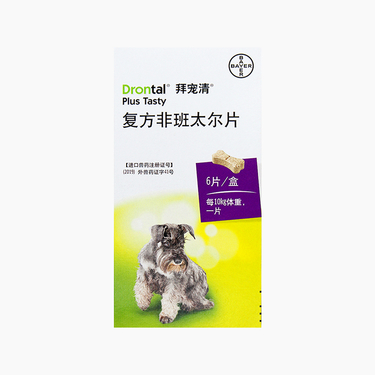 Drontal® 拜宠清®
Plus Tasty
复方非班太尔片
BAYER
BAYER
【进口兽药注册证号】
(2019) 外兽药证字43号
6片／盒
每10kg体重,
一片